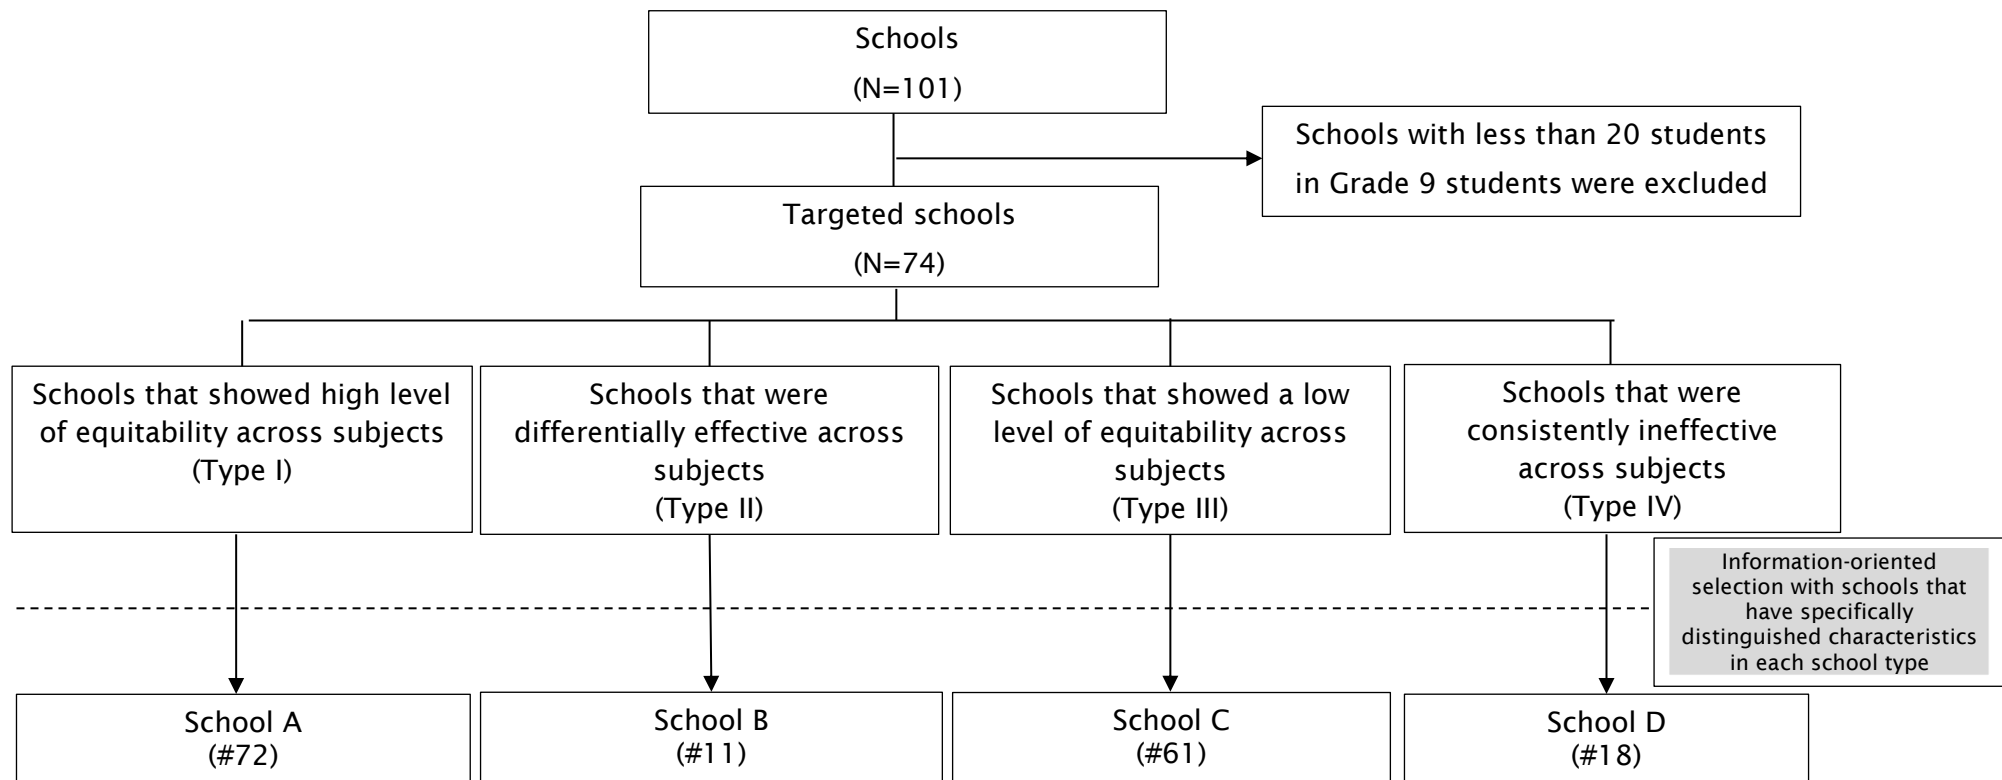 Schools
(N=101)
Schools with less than 20 students
in Grade 9 students were excluded
Targeted schools
(N=74)
Schools that showed high level
of equitability across subjects
(Type I)
Schools that were
differentially effective across
subjects
(Type II)
Schools that showed a low
level of equitability across
subjects
(Type III)
Schools that were
consistently ineffective
across subjects
(Type IV)
Information-oriented
selection with schools that
have specifically
distinguished characteristics
in each school type
School A
(#72)
School B
(#11)
School C
(#61)
School D
(#18)